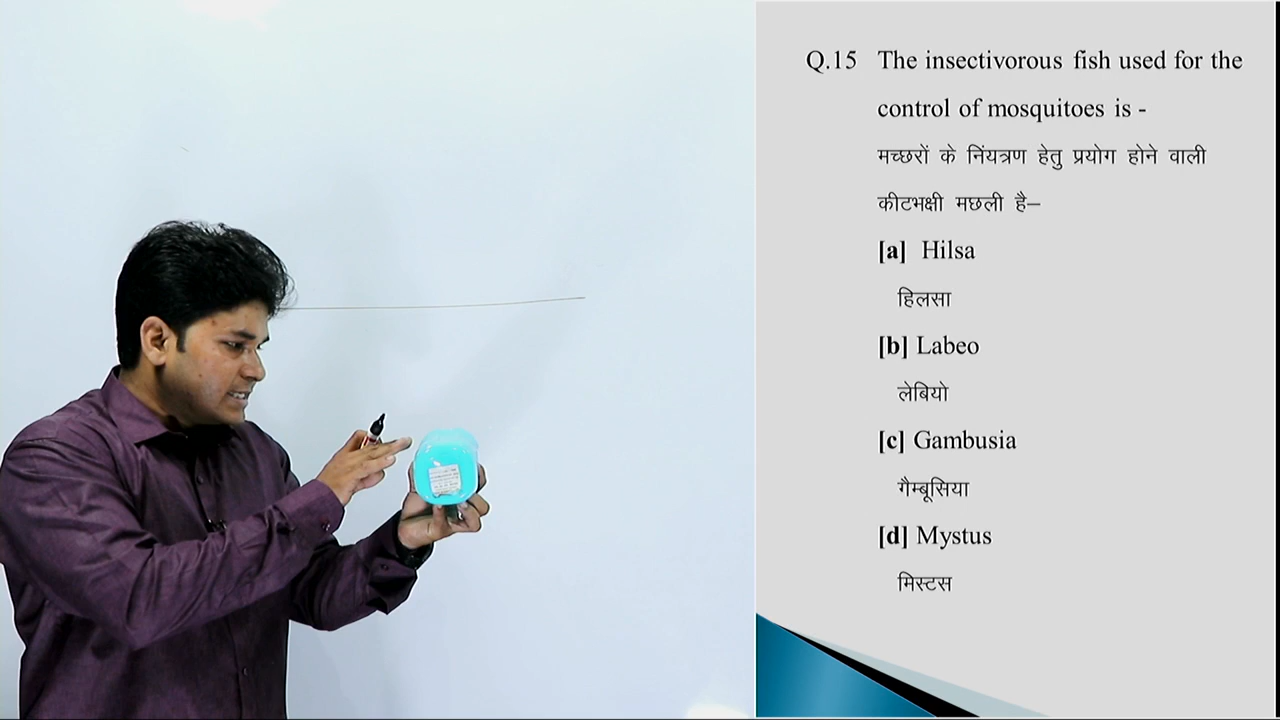 Q.15 The insectivorous fish used for the
control of mosquitoes is -
मच्छरों के निंयत्रण हेतु प्रयोग होने वाली
कीटभक्षी मछली है–
[a] Hilsa
हिलसा
[b] Labeo
लेबियो
[c] Gambusia
गैम्बूसिया
[d] Mystus
मिस्टस